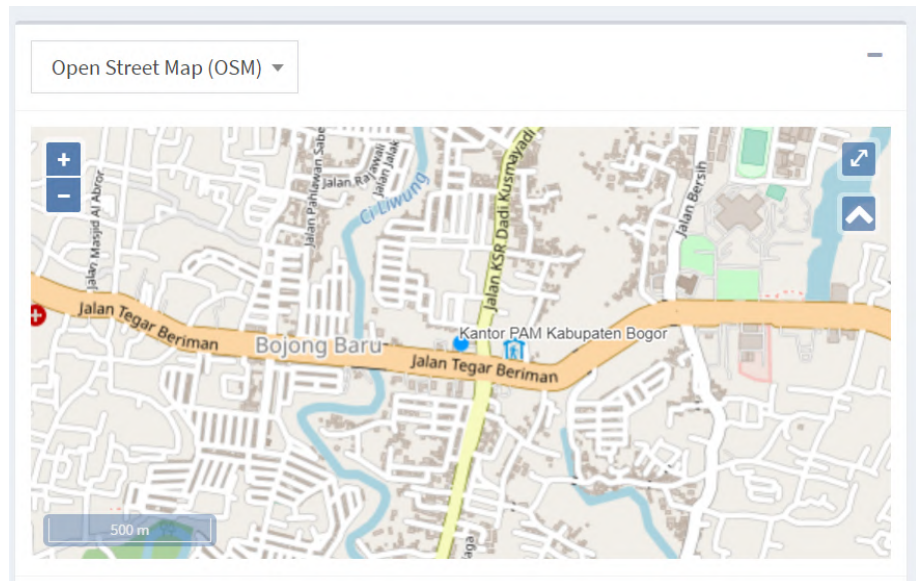 Open Street Map (OSM)
+
−
Jalan Masjid Al Abror
Jalan Pahlawan Sabe
Jalan Rajawali
Jalan Jalak
Ci Liwung
Jalan KSR Dadi Kusmayadi
Jalan Bersih
Jalan Tegar Beriman
Bojong Baru
Kantor PAM Kabupaten Bogor
Jalan Tegar Beriman
500 m